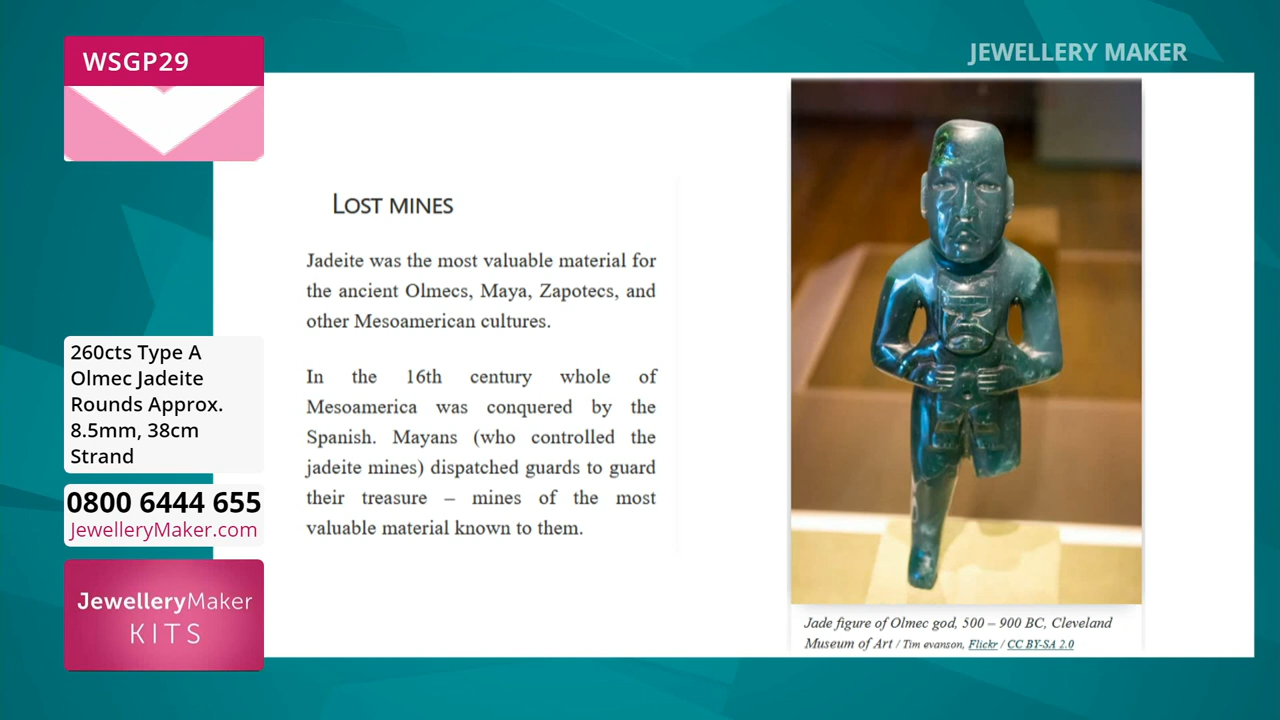 WSGP29
JEWELLERY MAKER
LOST MINES
Jadeite was the most valuable material for
the ancient Olmecs, Maya, Zapotecs, and
other Mesoamerican cultures.
In the 16th century whole of
Mesoamerica was conquered by the
Spanish. Mayans (who controlled the
jadeite mines) dispatched guards to guard
their treasure – mines of the most
valuable material known to them.
Jade figure of Olmec god, 500 – 900 BC, Cleveland
Museum of Art / Tim evanson, Flickr / CC BY-SA 2.0
260cts Type A
Olmec Jadeite
Rounds Approx.
8.5mm, 38cm
Strand
0800 6444 655
JewelleryMaker.com
JewelleryMaker
KITS